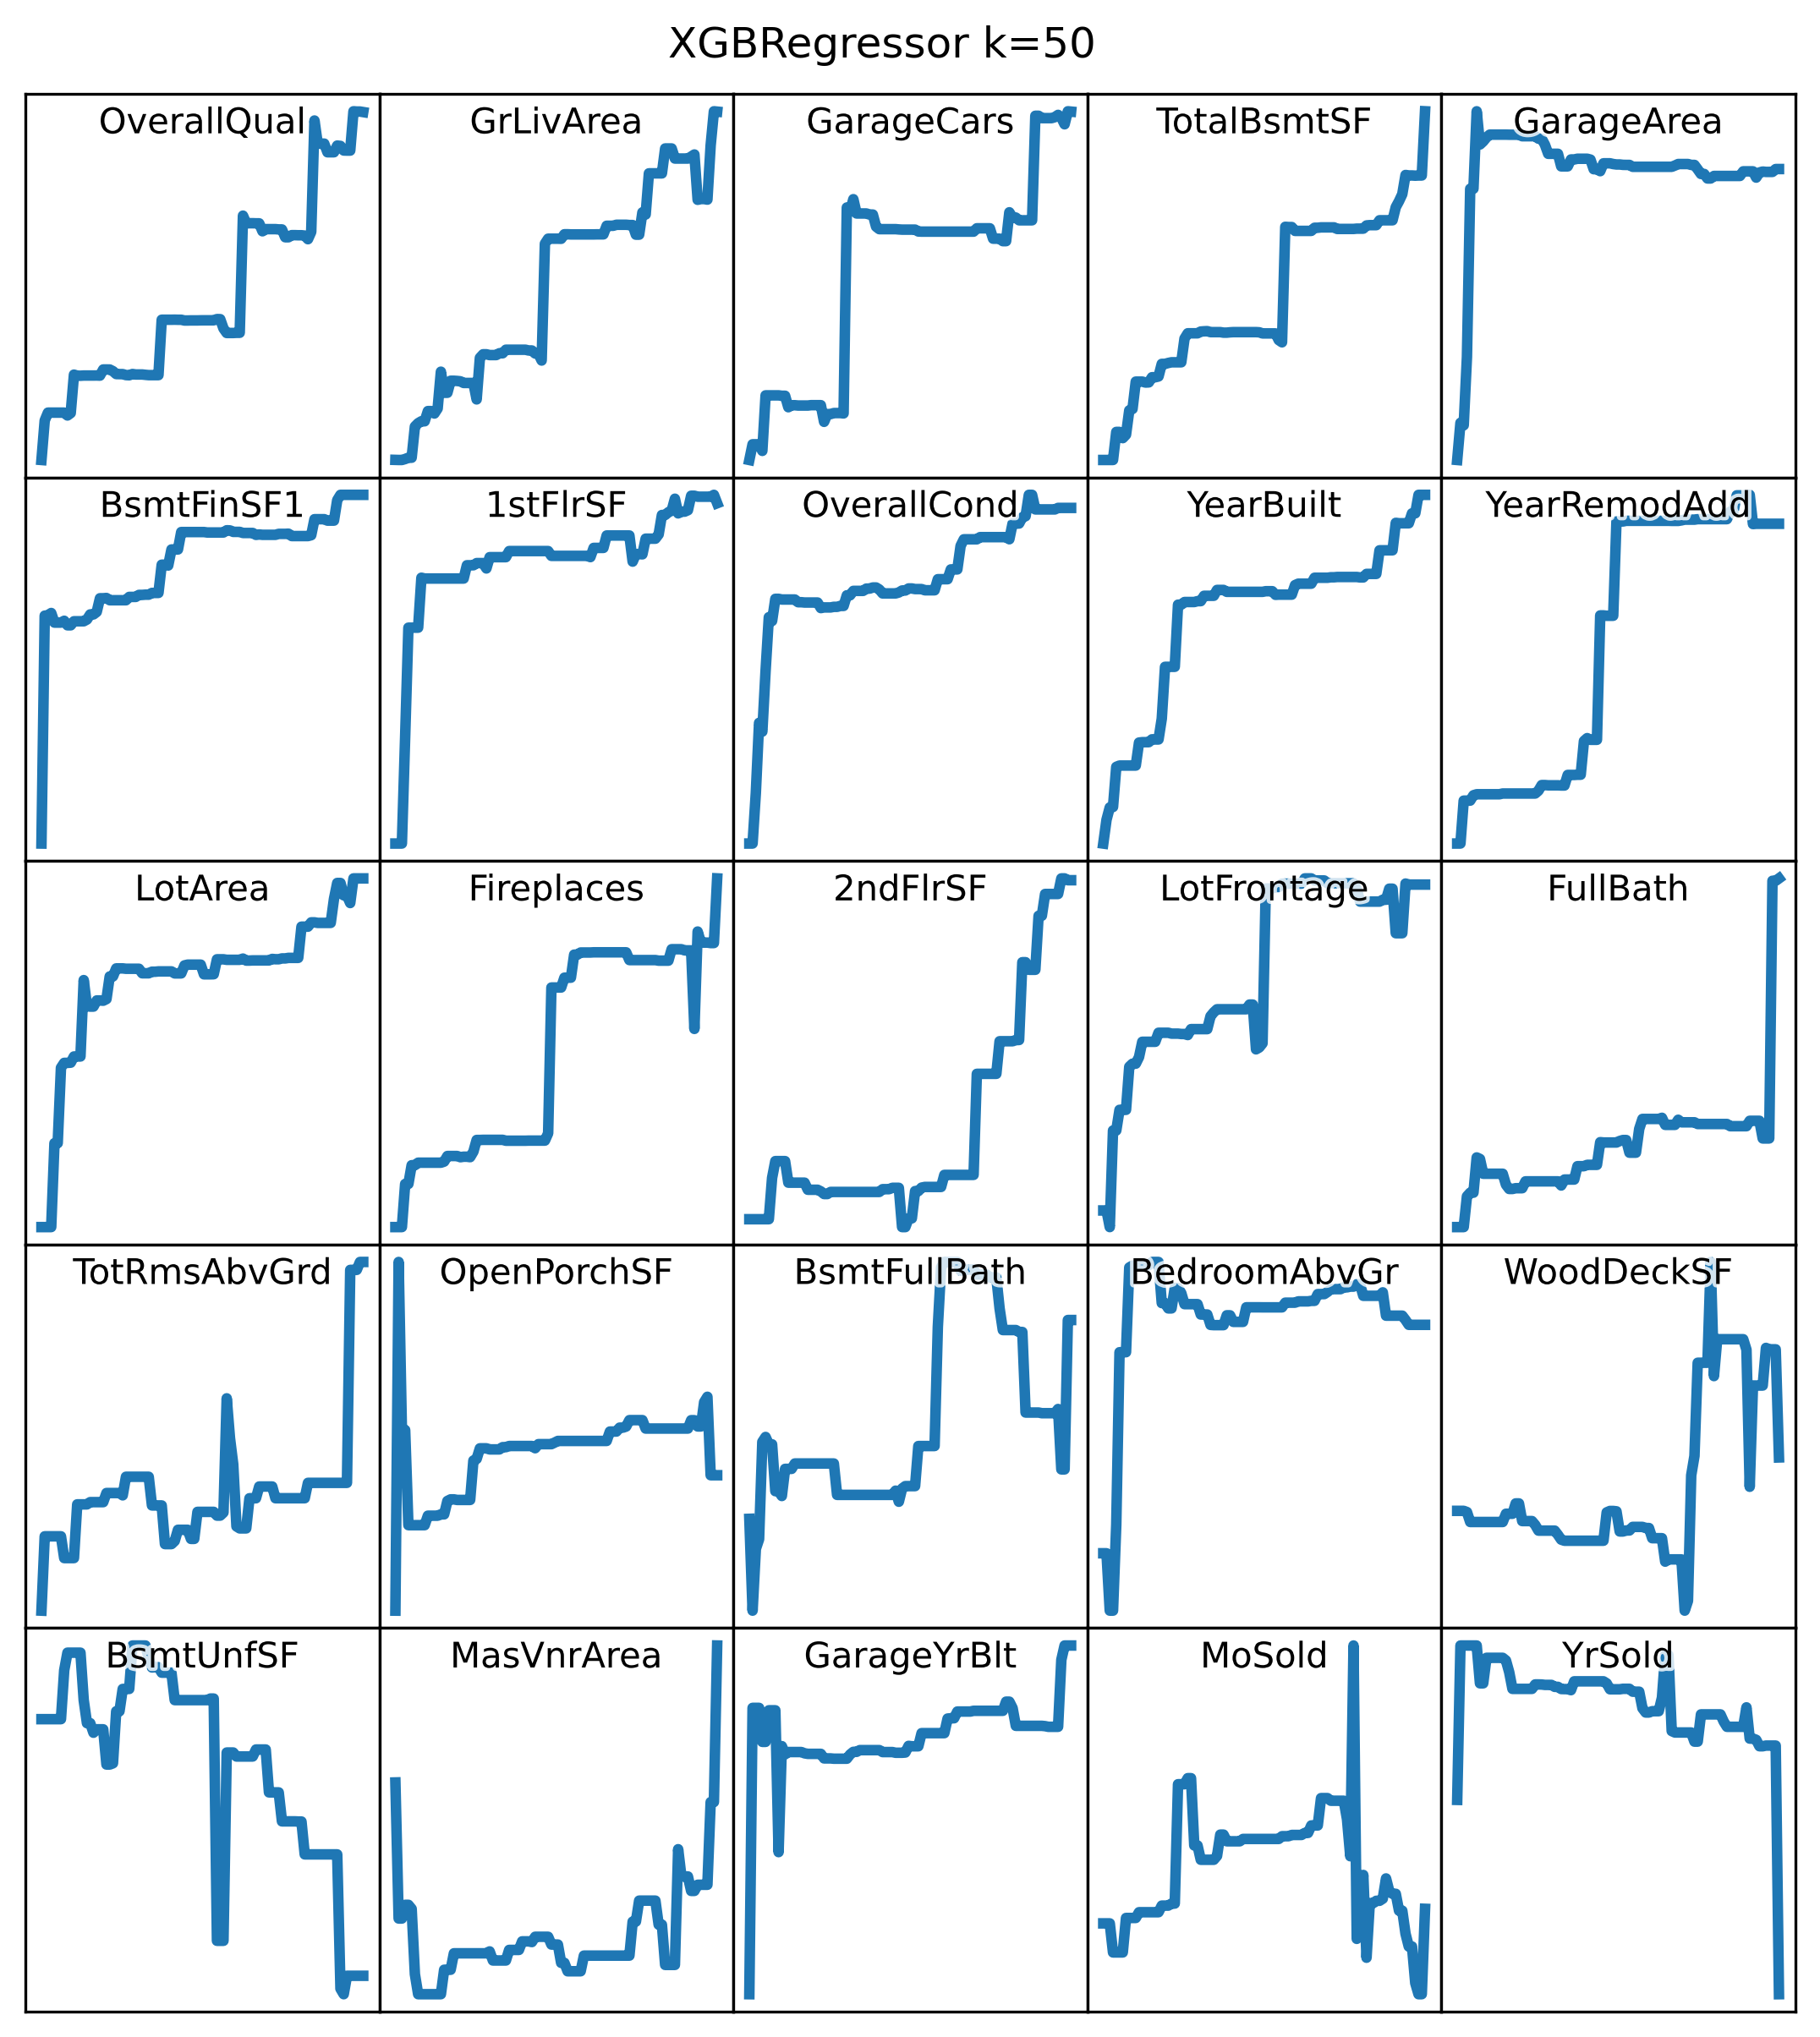 XGBRegressor k=50
OverallQual
GrLivArea
GarageCars
TotalBsmtSF
GarageArea
BsmtFinSF1
1stFlrSF
OverallCond
YearBuilt
YearRemodAdd
LotArea
Fireplaces
2ndFlrSF
LotFrontage
FullBath
TotRmsAbvGrd
OpenPorchSF
BsmtFullBath
BedroomAbvGr
WoodDeckSF
BsmtUnfSF
MasVnrArea
GarageYrBlt
MoSold
YrSold